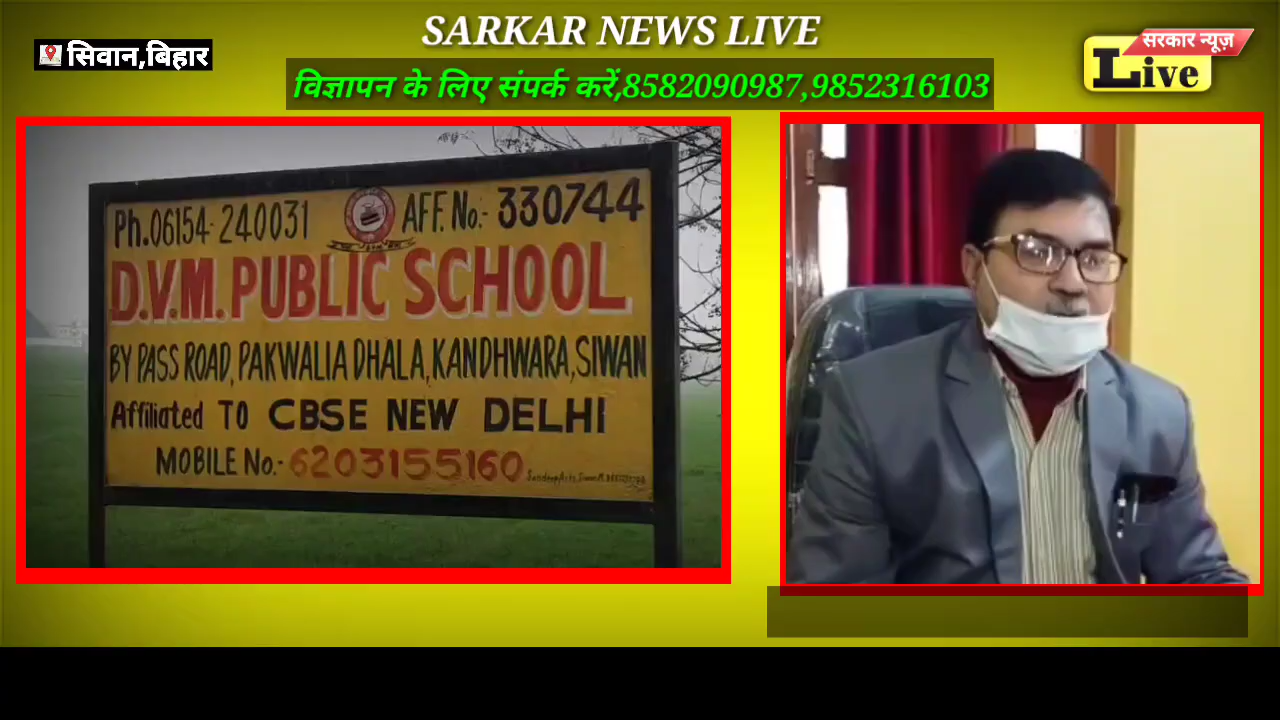 SARKAR NEWS LIVE
सिवान,बिहार
विज्ञापन के लिए संपर्क करें,8582090987,9852316103
सरकार न्यूज़
Live
Ph.06154-240031 AFF. No:- 330744
D.V.M. PUBLIC SCHOOL
BY PASS ROAD, PAKWALIA DHALA, KANDHWARA, SIWAN
Affiliated TO CBSE NEW DELHI
MOBILE No.- 6203155160